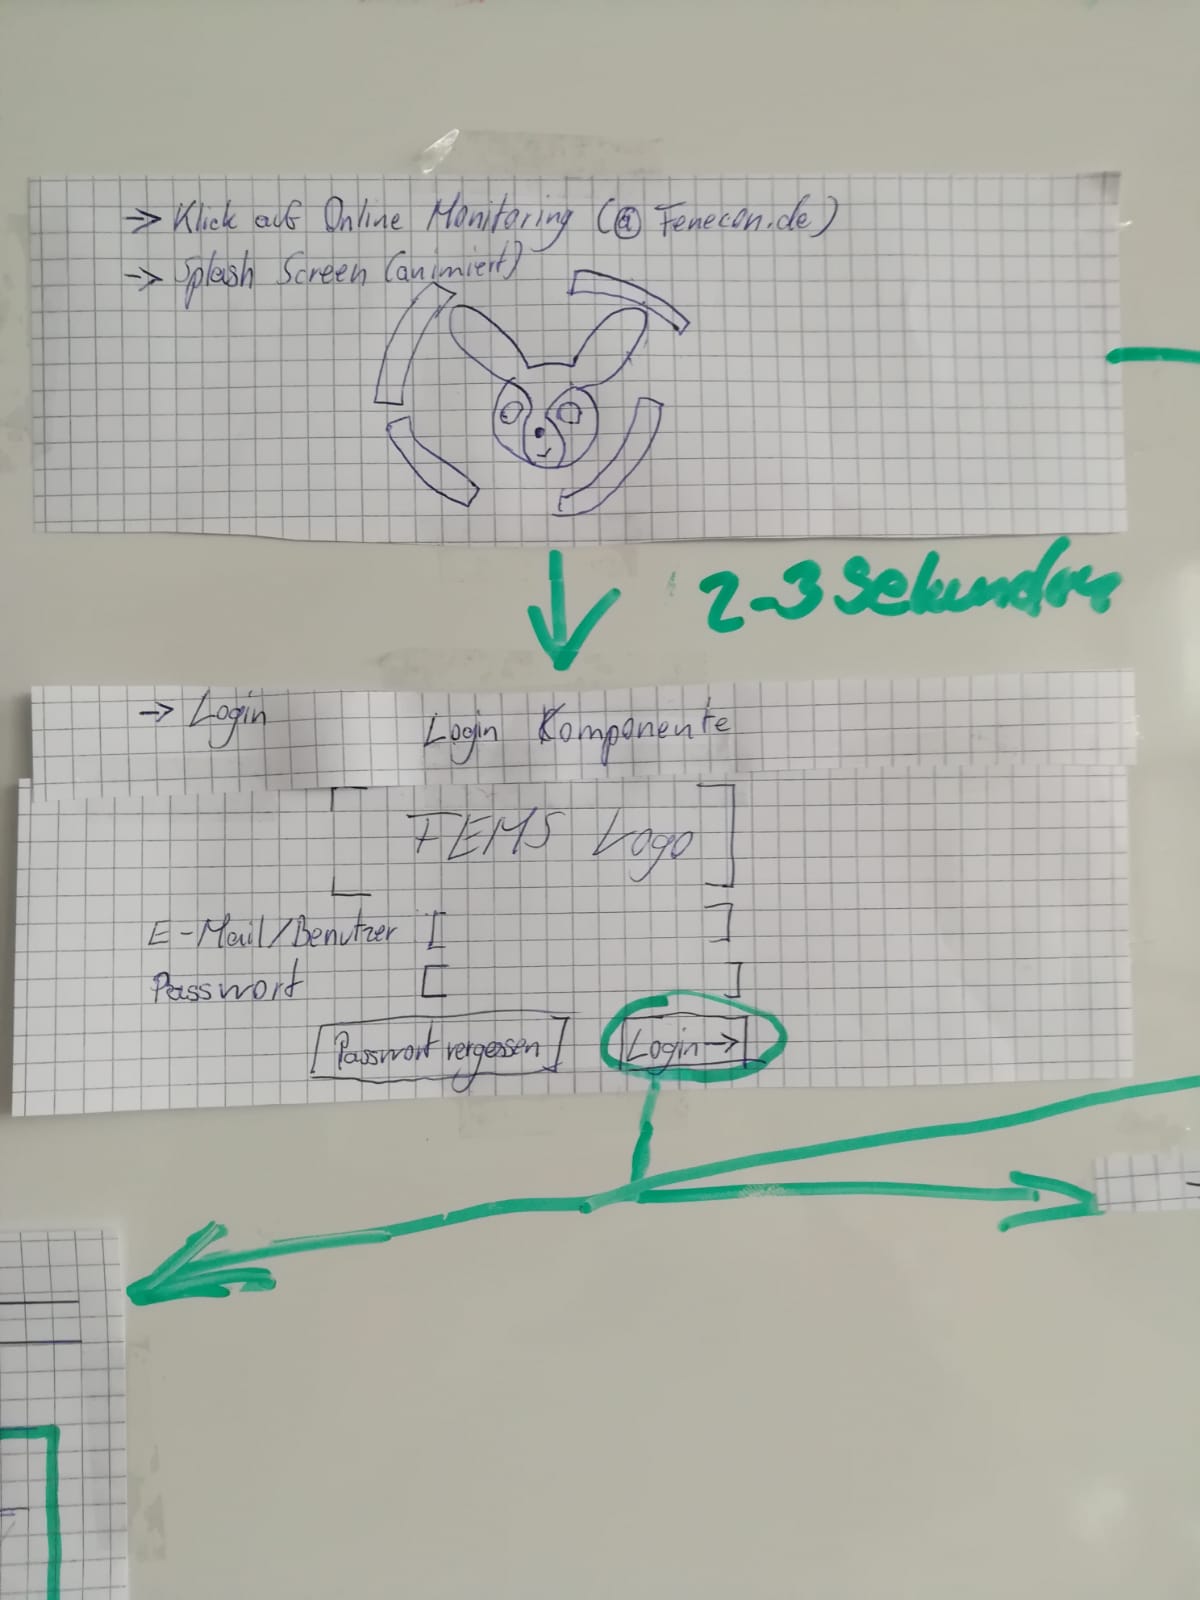 -> Klick auf Online Monitoring (@ Fenecon.de)
-> Splash Screen (animiert)
2-3 Sekunden
-> Login
Login Komponente
[ FEMS Logo ]
E-Mail/Benutzer [ ]
Passwort [ ]
[Passwort vergessen] [Login ->]